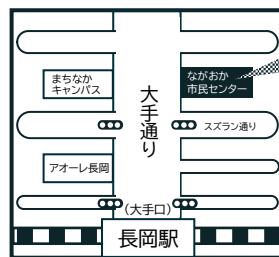 まちなか
キャンパス
ながおか
市民センター
大手通り
スズラン通り
アオーレ長岡
(大手口)
長岡駅